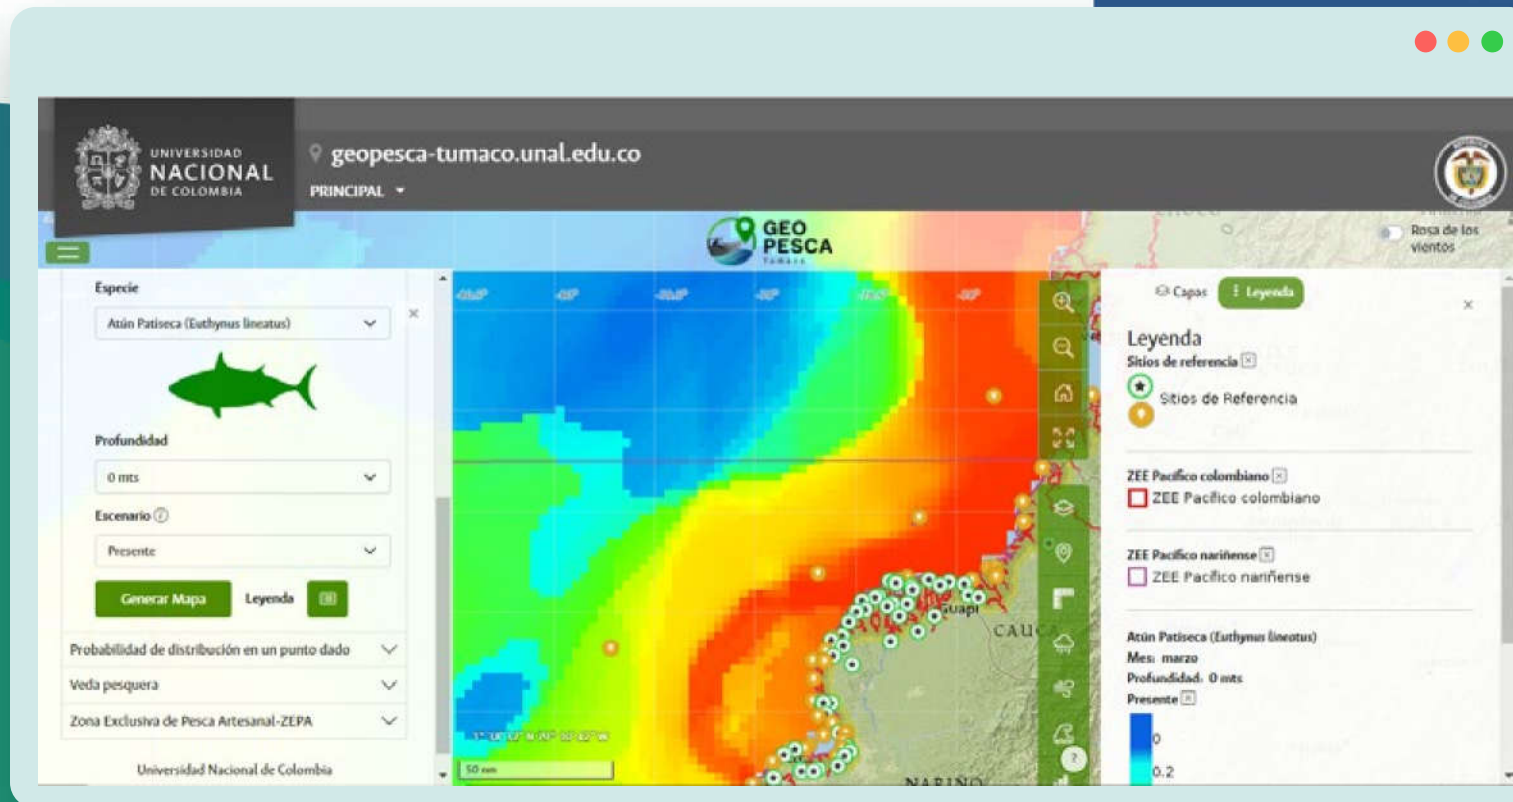 UNIVERSIDAD
NACIONAL
DE COLOMBIA
geopesca-tumaco.unal.edu.co
PRINCIPAL
GEO
PESCA
Rosa de los
vientos
Especie
Atún Patiseca (Euthynus lineatus)
Profundidad
0 mts
Escenario
Presente
Generar Mapa
Leyenda
Probabilidad de distribución en un punto dado
Veda pesquera
Zona Exclusiva de Pesca Artesanal-ZEPA
Universidad Nacional de Colombia
50 nm
Guapi
NARIÑO
Capas
Leyenda
Leyenda
Sitios de referencia
Sitios de Referencia
ZEE Pacífico colombiano
ZEE Pacífico colombiano
ZEE Pacífico nariñense
ZEE Pacífico nariñense
Atún Patiseca (Euthynus lineatus)
Mes: marzo
Profundidad: 0 mts
Presente
0
0.2